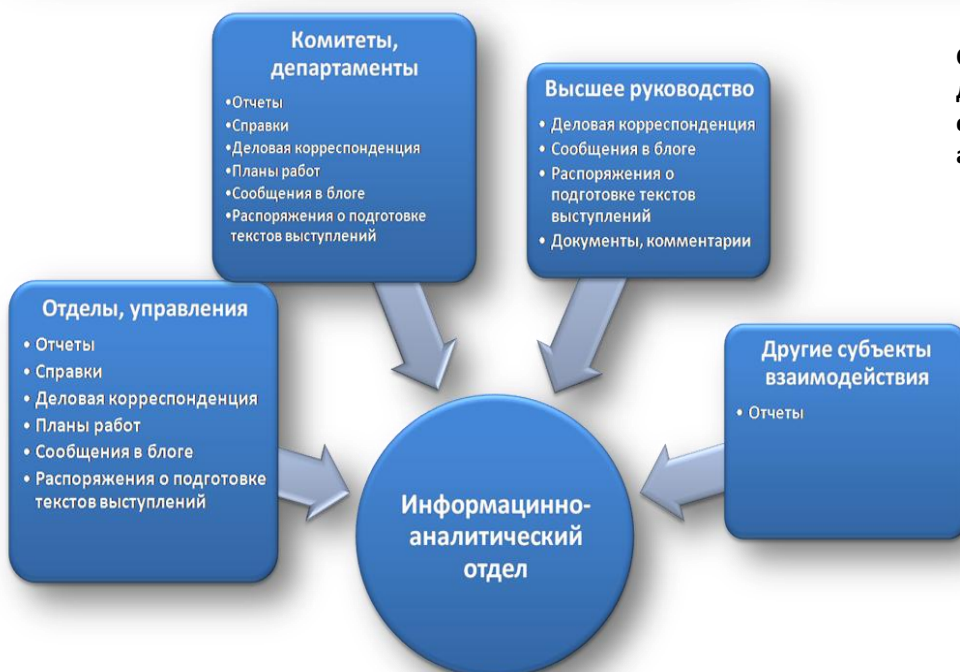 Комитеты,
департаменты
•Отчеты
•Справки
•Деловая корреспонденция
•Планы работ
•Сообщения в блоге
•Распоряжения о подготовке
текстов выступлений
Высшее руководство
• Деловая корреспонденция
• Сообщения в блоге
• Распоряжения о
подготовке текстов
выступлений
• Документы, комментарии
Отделы, управления
• Отчеты
• Справки
• Деловая корреспонденция
• Планы работ
• Сообщения в блоге
• Распоряжения о подготовке
текстов выступлений
Другие субъекты
взаимодействия
• Отчеты
Информацинно-
аналитический
отдел